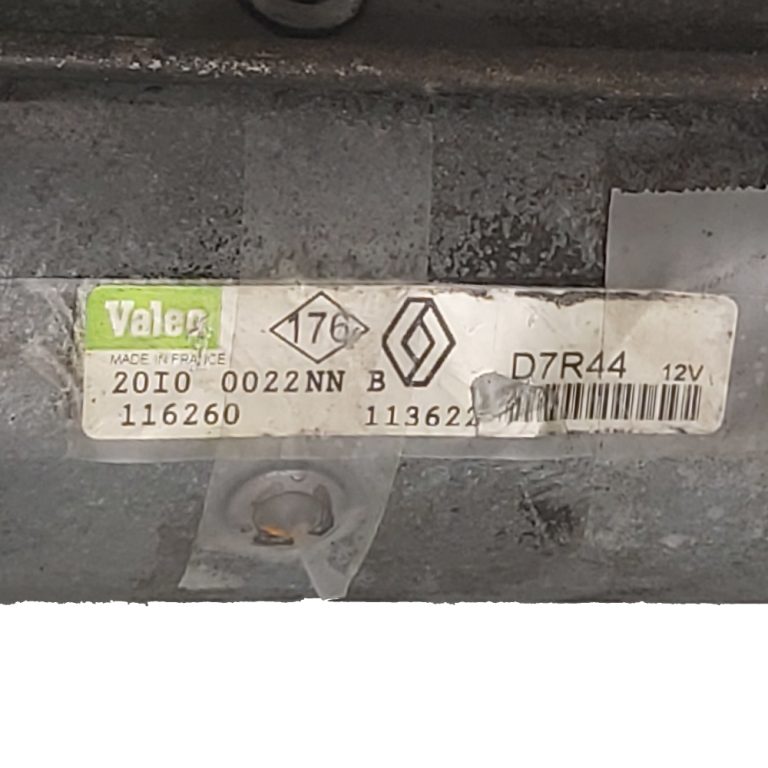 Valeo 176
MADE IN FRANCE D7R44 12V
20I0 0022NN B
116260 113622